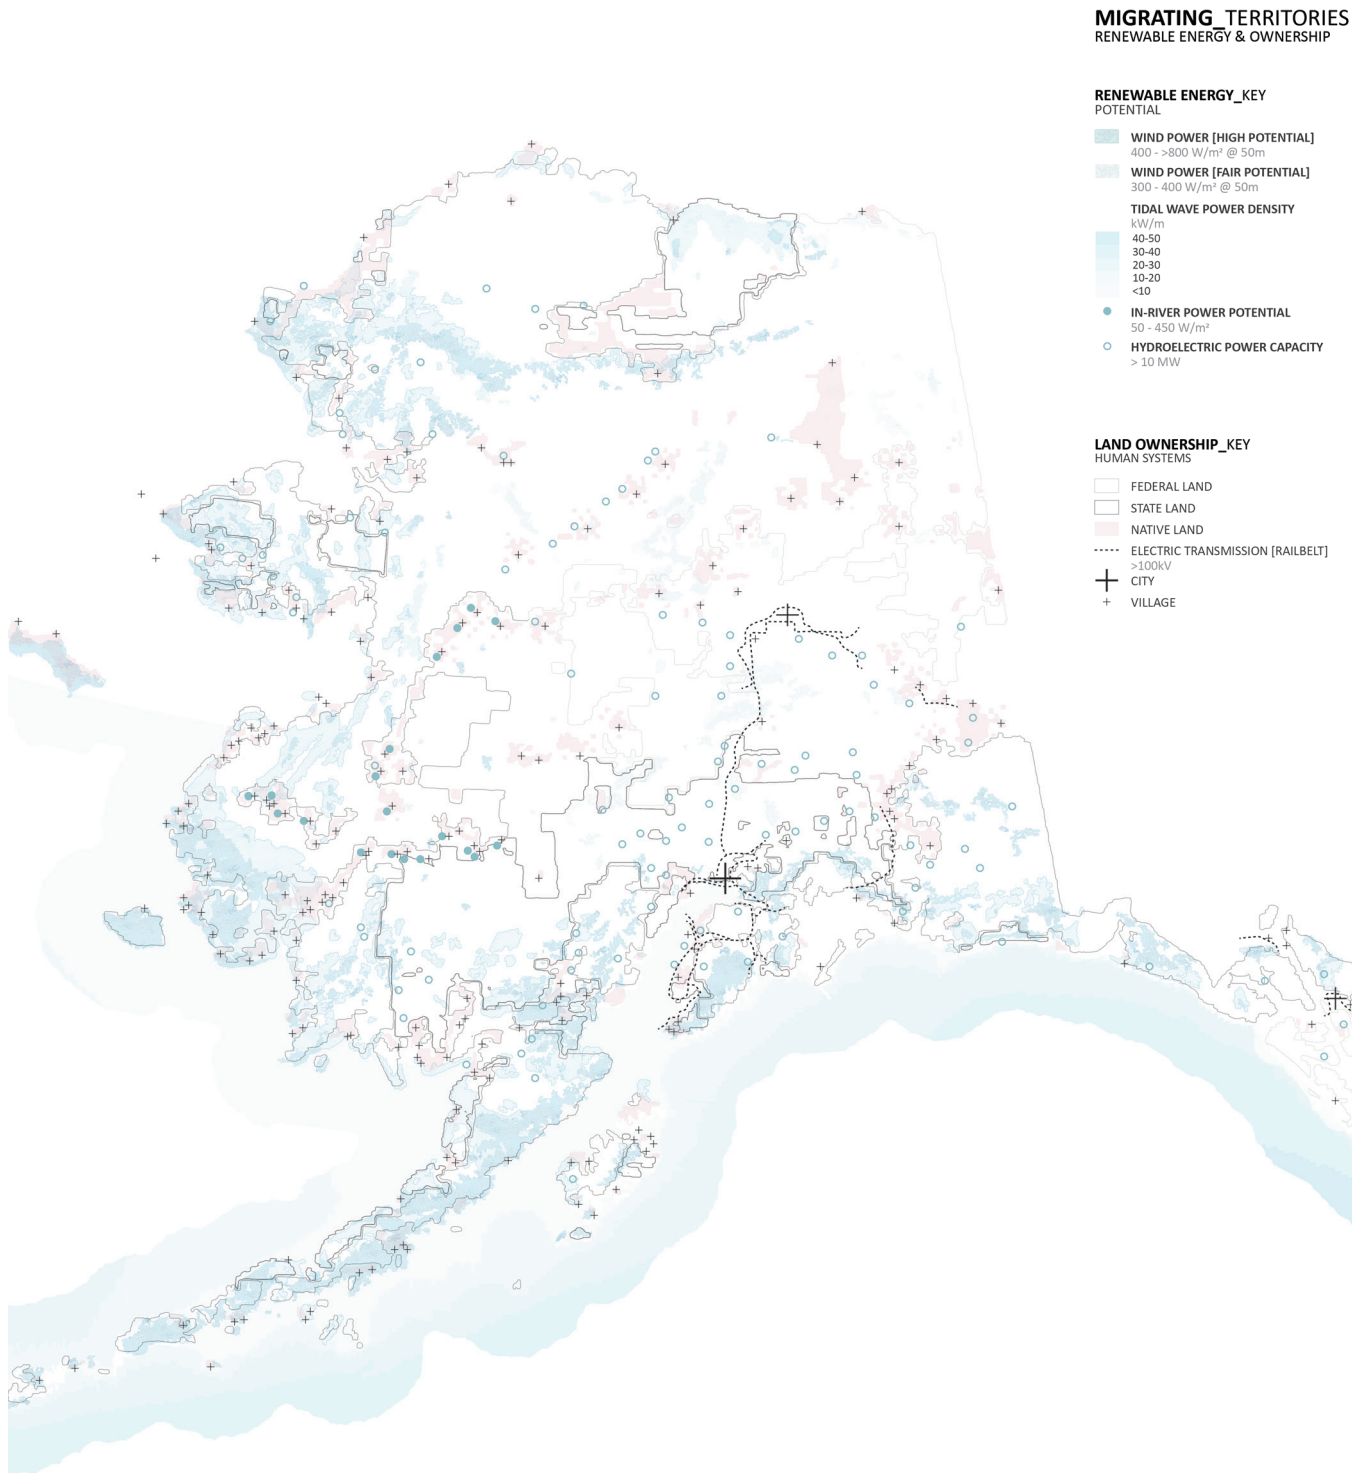 MIGRATING_TERRITORIES
RENEWABLE ENERGY & OWNERSHIP
RENEWABLE ENERGY_KEY
POTENTIAL
WIND POWER [HIGH POTENTIAL]
400 - >800 W/m² @ 50m
WIND POWER [FAIR POTENTIAL]
300 - 400 W/m² @ 50m
TIDAL WAVE POWER DENSITY
kW/m
40-50
30-40
20-30
10-20
<10
IN-RIVER POWER POTENTIAL
50 - 450 W/m²
HYDROELECTRIC POWER CAPACITY
> 10 MW
LAND OWNERSHIP_KEY
HUMAN SYSTEMS
FEDERAL LAND
STATE LAND
NATIVE LAND
ELECTRIC TRANSMISSION [RAILBELT]
>100kV
CITY
VILLAGE